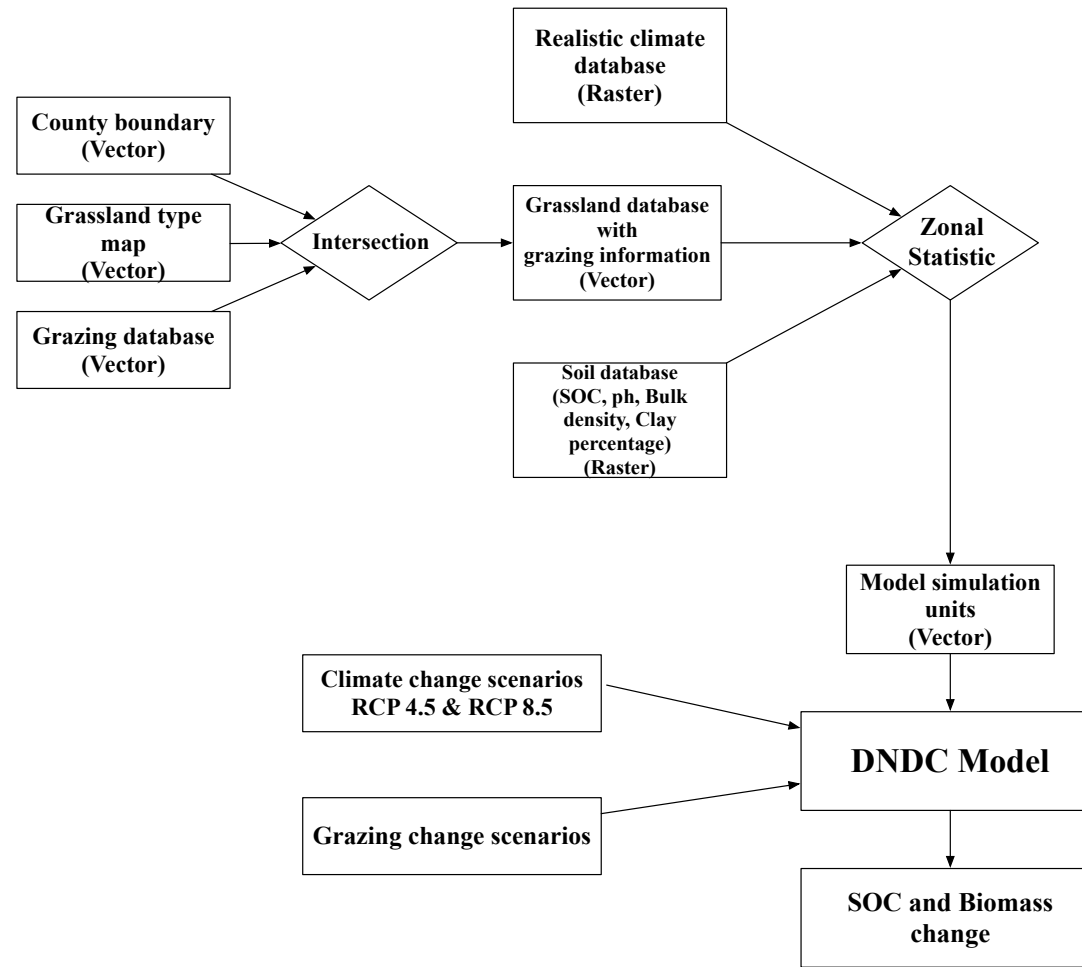 Realistic climate
database
(Raster)
County boundary
(Vector)
Grassland type
map
(Vector)
Grazing database
(Vector)
Intersection
Grassland database
with
grazing information
(Vector)
Zonal
Statistic
Soil database
(SOC, ph, Bulk
density, Clay
percentage)
(Raster)
Model simulation
units
(Vector)
Climate change scenarios
RCP 4.5 & RCP 8.5
DNDC Model
Grazing change scenarios
SOC and Biomass
change